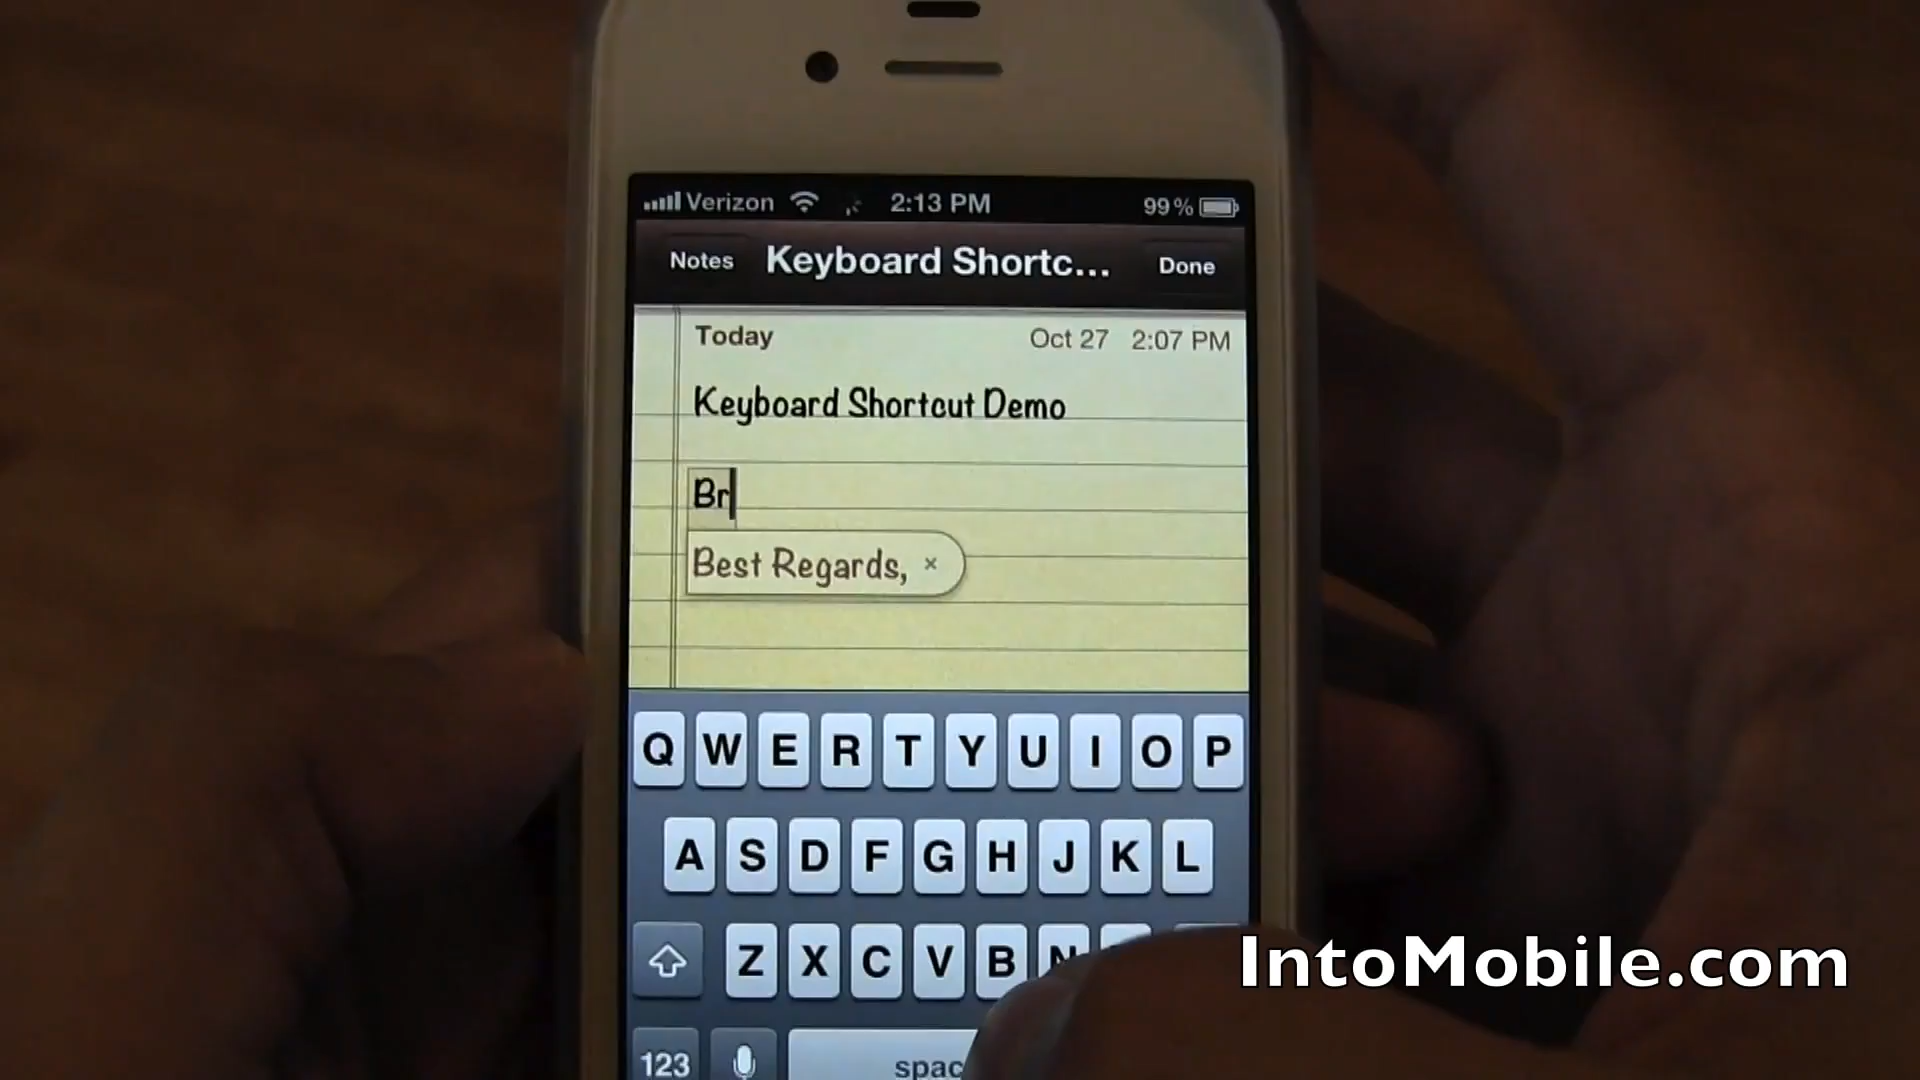 Verizon 2:13 PM 99%
Notes Keyboard Shortc... Done
Today Oct 27 2:07 PM
Keyboard Shortcut Demo
Br
Best Regards, ×
Q W E R T Y U I O P
A S D F G H J K L
Z X C V B N
123
IntoMobile.com